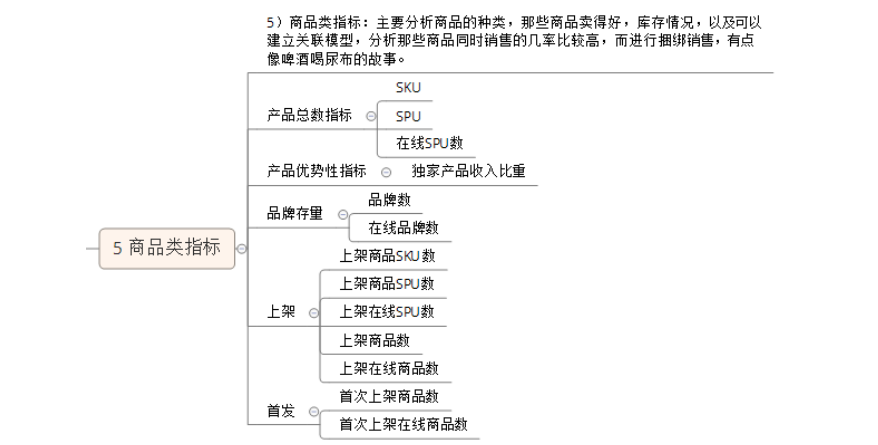 5）商品类指标：主要分析商品的种类，那些商品卖得好，库存情况，以及可以
建立关联模型，分析那些商品同时销售的几率比较高，而进行捆绑销售，有点
像啤酒喝尿布的故事。
SKU
产品总数指标
SPU
在线SPU数
产品优势性指标
独家产品收入比重
品牌数
品牌存量
在线品牌数
5 商品类指标
上架商品SKU数
上架商品SPU数
上架
上架在线SPU数
上架商品数
上架在线商品数
首次上架商品数
首发
首次上架在线商品数